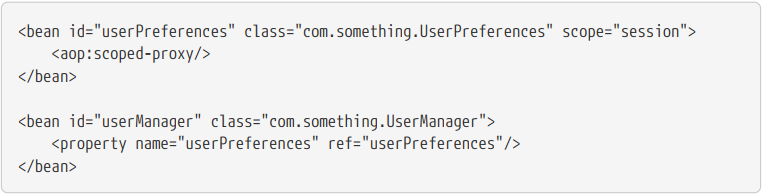 <bean id="userPreferences" class="com.something.UserPreferences" scope="session">
    <aop:scoped-proxy/>
</bean>

<bean id="userManager" class="com.something.UserManager">
    <property name="userPreferences" ref="userPreferences"/>
</bean>